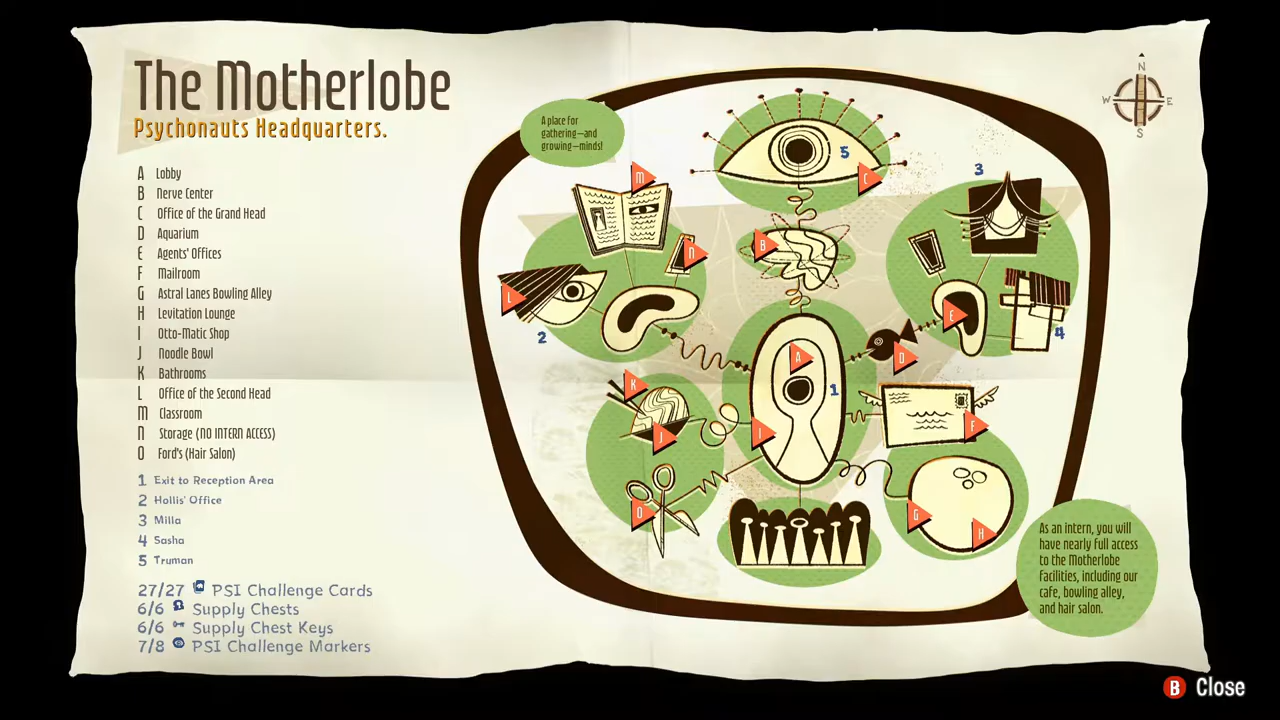 The Motherlobe
Psychonauts Headquarters.
A Lobby
B Nerve Center
C Office of the Grand Head
D Aquarium
E Agents' Offices
F Mailroom
G Astral Lanes Bowling Alley
H Levitation Lounge
I Otto-Matic Shop
J Noodle Bowl
K Bathrooms
L Office of the Second Head
M Classroom
N Storage (NO INTERN ACCESS)
O Ford's (Hair Salon)
1 Exit to Reception Area
2 Hollis' Office
3 Milla
4 Sasha
5 Truman
27/27 PSI Challenge Cards
6/6 Supply Chests
6/6 Supply Chest Keys
7/8 PSI Challenge Markers
A place for
gathering—and
growing—minds!
N
W E
S
5
C
M
3
B
N
L
2
E
4
A
D
K
1
J
I
F
O
G
H
As an intern, you will
have nearly full access
to the Motherlobe
facilities, including our
cafe, bowling alley,
and hair salon.
B Close